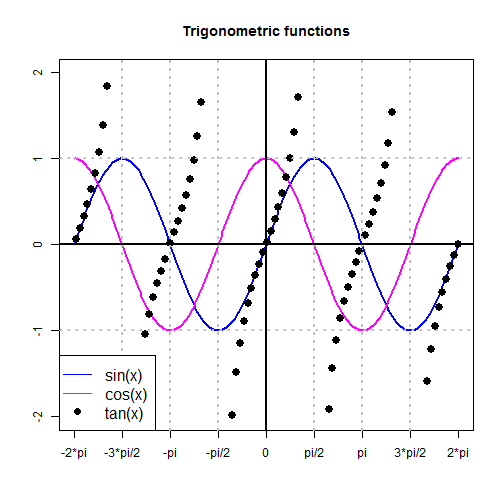 Trigonometric functions
2
1
0
-1
-2
sin(x)
cos(x)
tan(x)
-2*pi -3*pi/2 -pi -pi/2 0 pi/2 pi 3*pi/2 2*pi